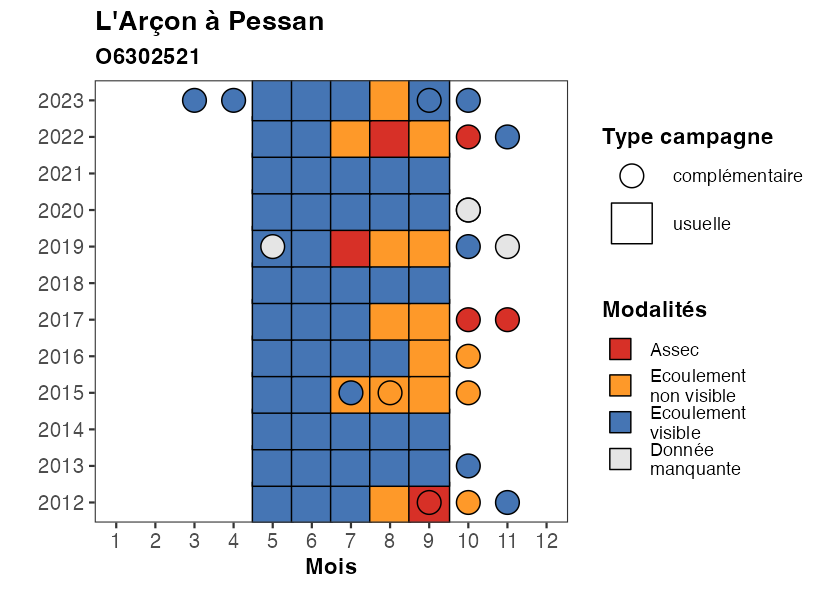 L'Arçon à Pessan
O6302521
2023
2022
2021
2020
2019
2018
2017
2016
2015
2014
2013
2012
1 2 3 4 5 6 7 8 9 10 11 12
Mois
Type campagne
complémentaire
usuelle
Modalités
Assec
Ecoulement
non visible
Ecoulement
visible
Donnée
manquante